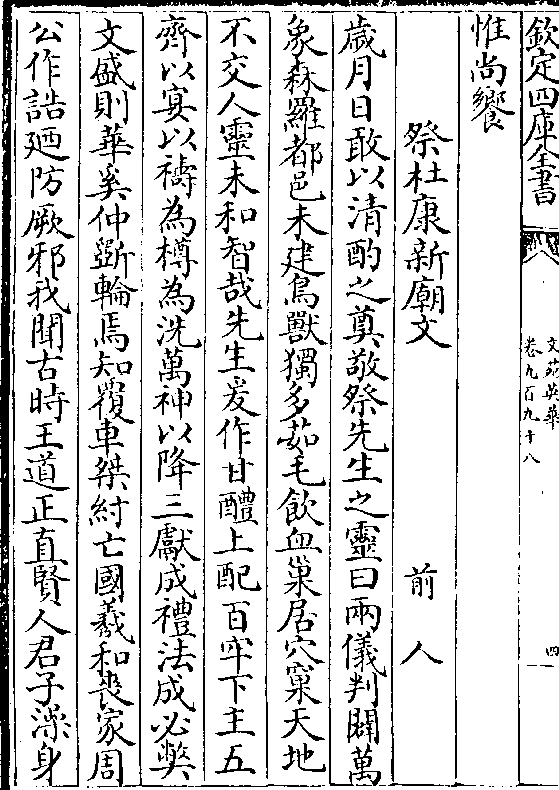 欽定四庫全書
文苑英華
卷九百九十八
四
惟尚饗
祭杜康新廟文 前人
歲月日敢以清酌之奠敬祭先生之靈曰兩儀判闢萬
象森羅都邑未建鳥獸獨多茹毛飲血巢居穴窠天地
不交人靈未和智哉先生爰作甘醴上配百牢下主五
齊以宴以禱為樽為洗萬神以降三獻成禮法成必獘
文盛則華奚仲斵輪焉知覆車桀紂亡國羲和喪家周
公作誥廼防厥邪我聞古時王道正直賢人君子澡身